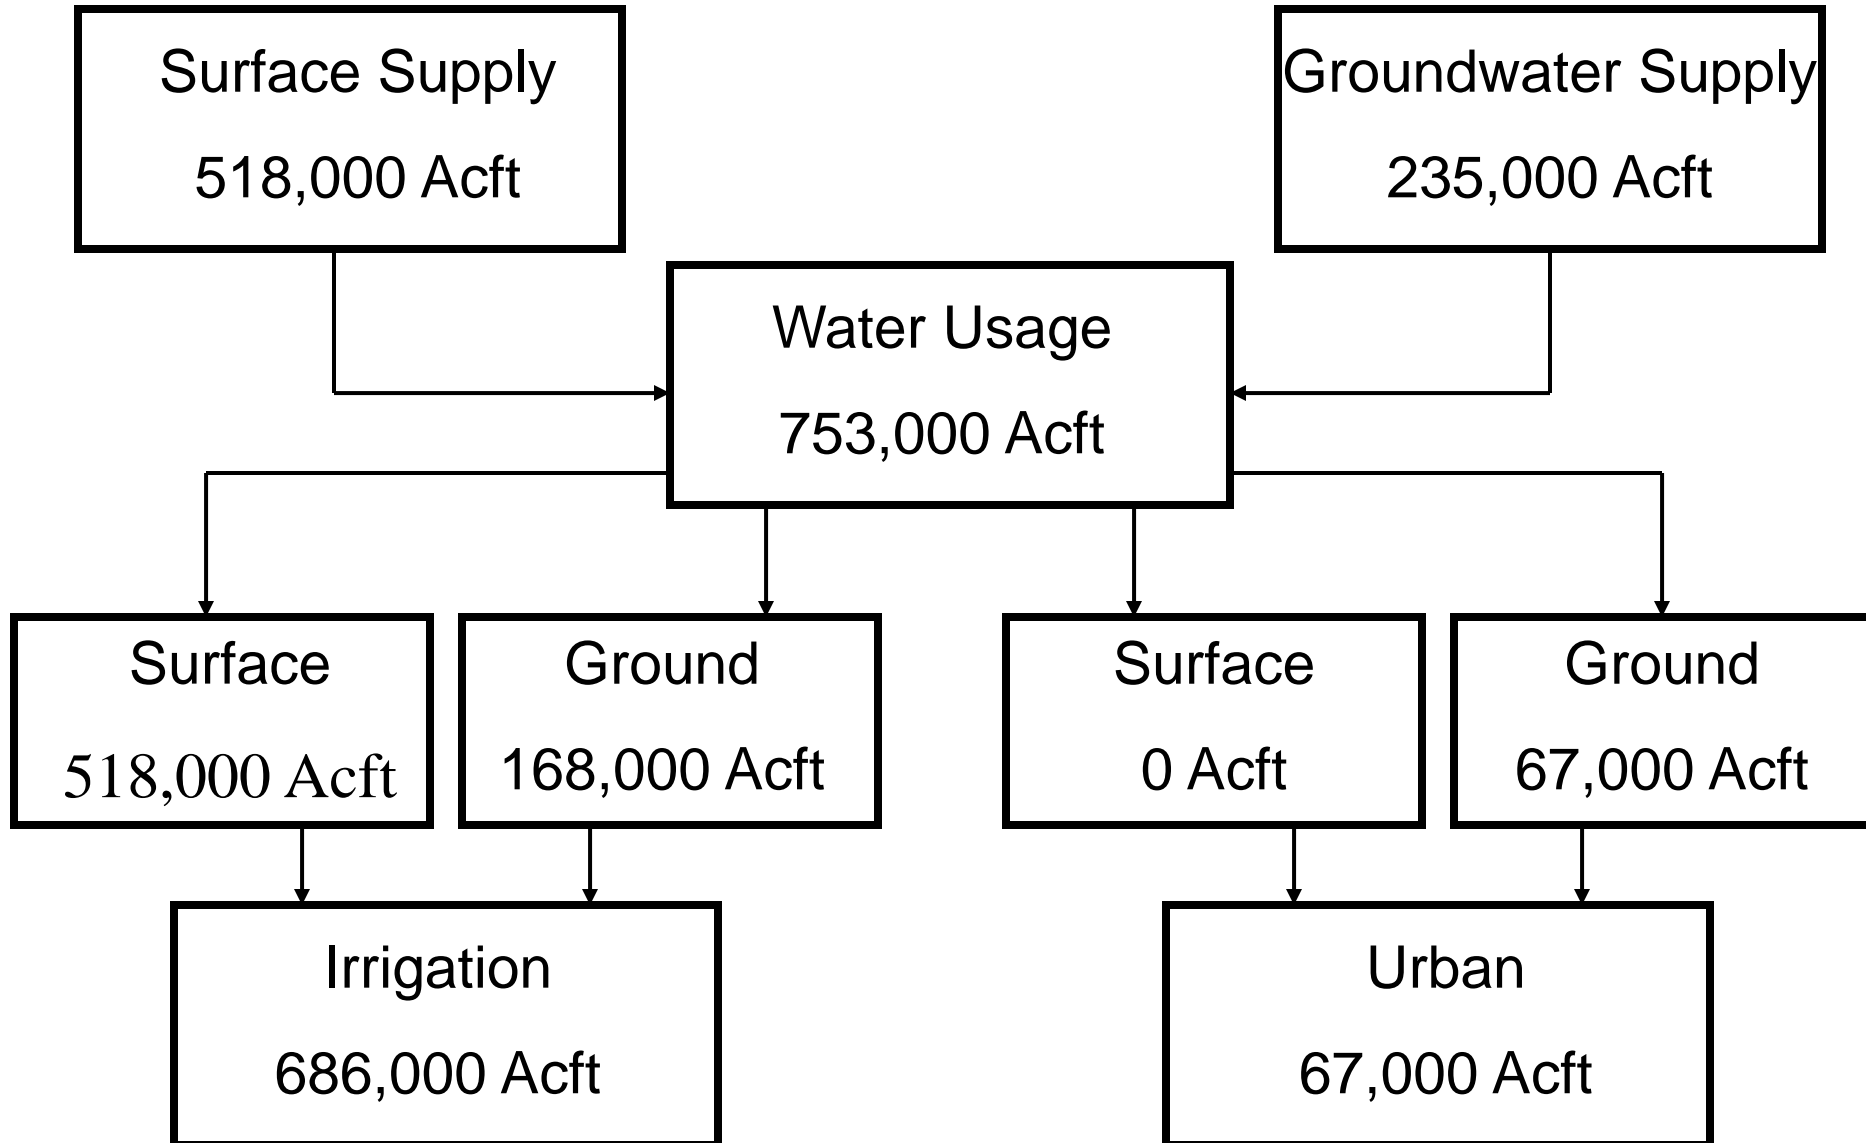 Surface Supply
518,000 Acft
Groundwater Supply
235,000 Acft
Water Usage
753,000 Acft
Surface
518,000 Acft
Ground
168,000 Acft
Surface
0 Acft
Ground
67,000 Acft
Irrigation
686,000 Acft
Urban
67,000 Acft